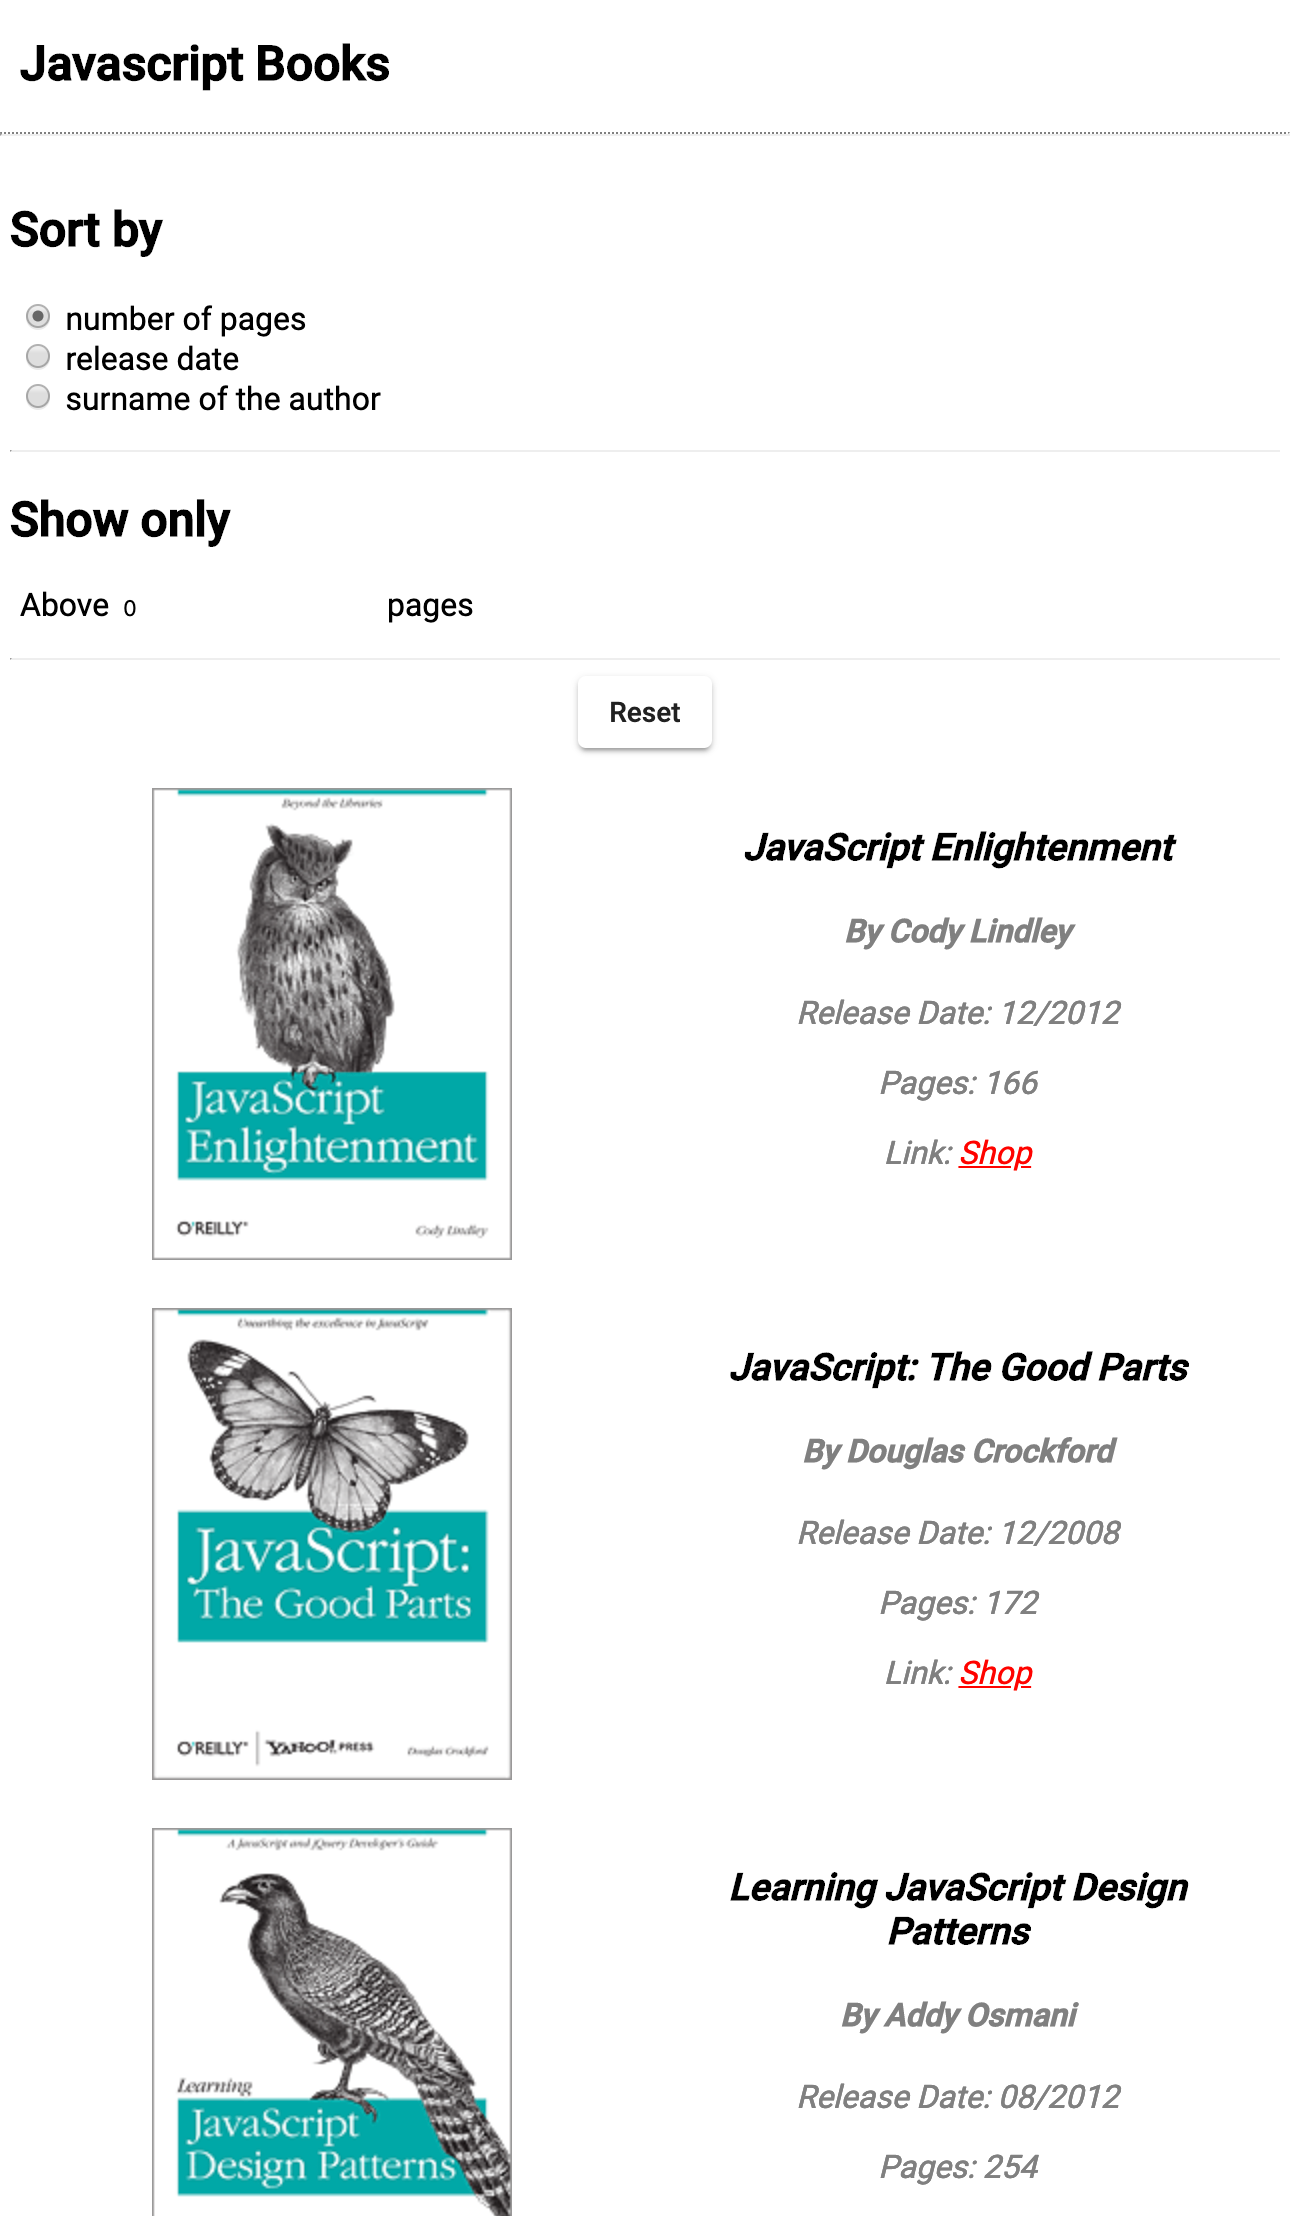 Javascript Books
Sort by
number of pages
release date
surname of the author
Show only
Above 0 pages
Reset
Beyond the Libraries
JavaScript
Enlightenment
O'REILLY®
Cody Lindley
JavaScript Enlightenment
By Cody Lindley
Release Date: 12/2012
Pages: 166
Link: Shop
Unearthing the excellence in JavaScript
JavaScript:
The Good Parts
O'REILLY® YAHOO! PRESS
Douglas Crockford
JavaScript: The Good Parts
By Douglas Crockford
Release Date: 12/2008
Pages: 172
Link: Shop
A JavaScript and jQuery Developer's Guide
Learning
JavaScript
Design Patterns
Learning JavaScript Design
Patterns
By Addy Osmani
Release Date: 08/2012
Pages: 254